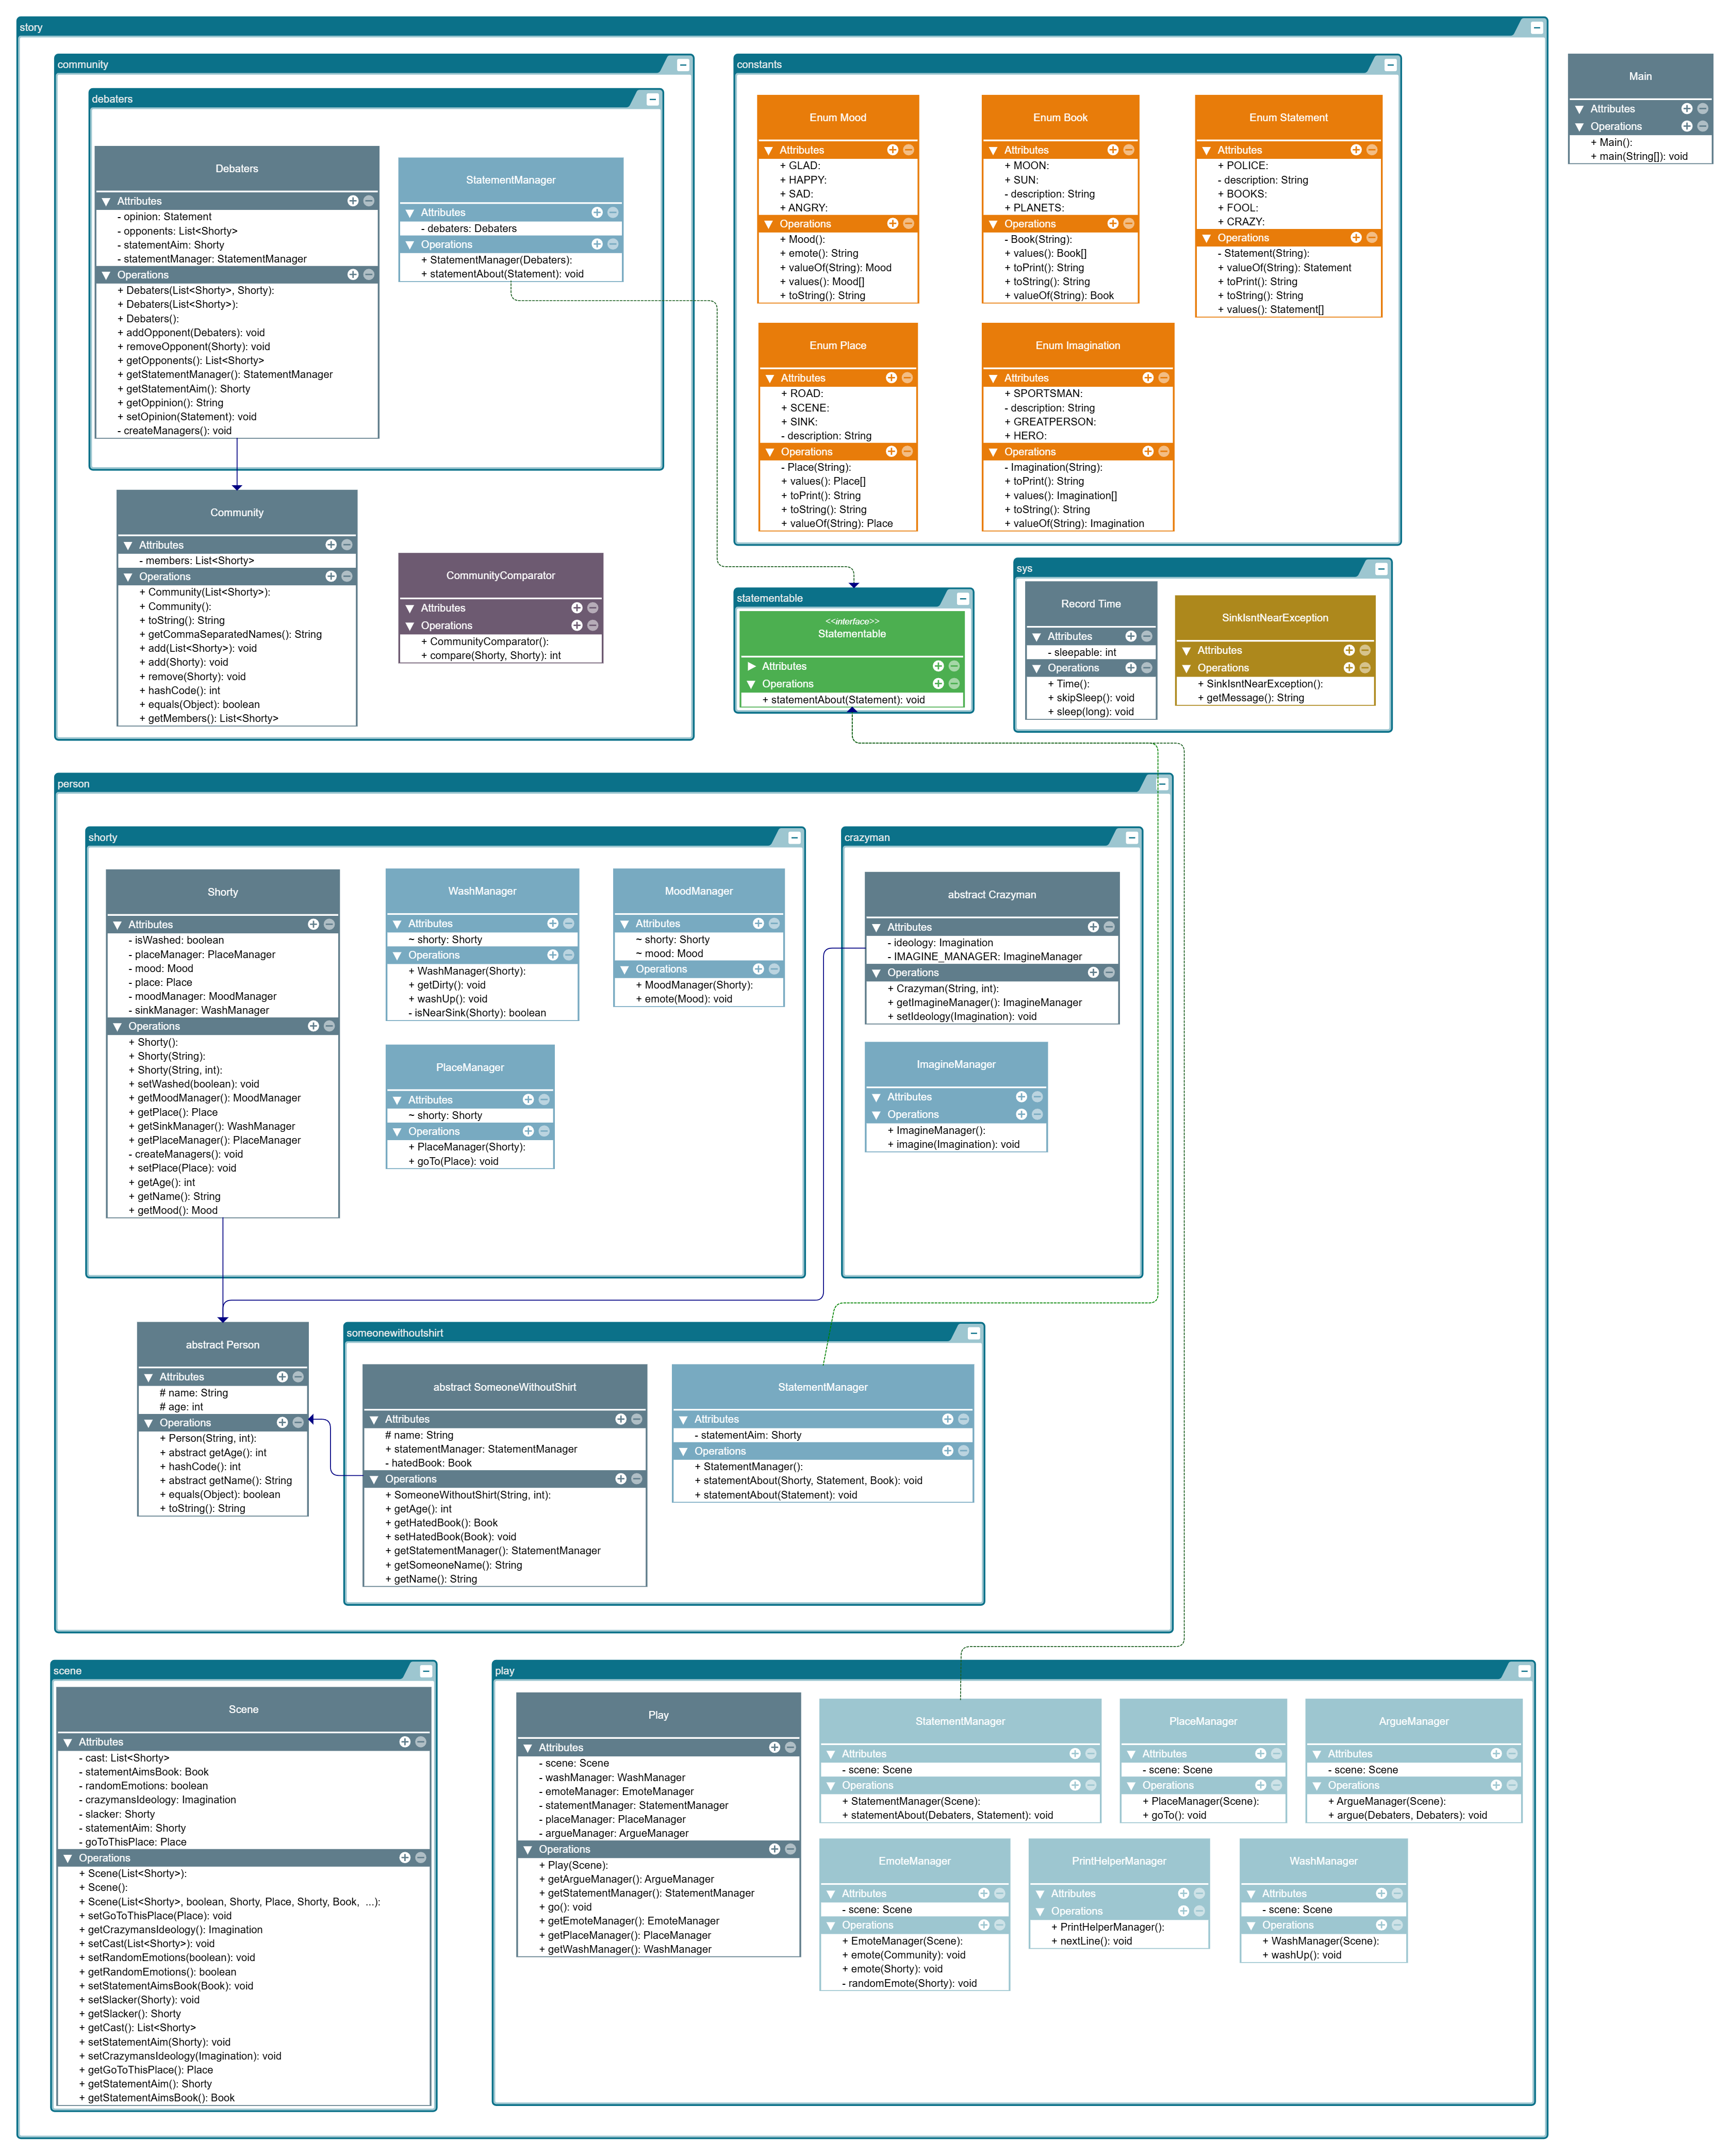 story
community
debaters
Debaters
Attributes
- opinion: Statement
- opponents: List<Shorty>
- statementAim: Shorty
- statementManager: StatementManager
Operations
+ Debaters(List<Shorty>, Shorty):
+ Debaters(List<Shorty>):
+ Debaters():
+ addOpponent(Debaters): void
+ removeOpponent(Shorty): void
+ getOpponents(): List<Shorty>
+ getStatementManager(): StatementManager
+ getStatementAim(): Shorty
+ getOppinion(): String
+ setOpinion(Statement): void
- createManagers(): void
StatementManager
Attributes
- debaters: Debaters
Operations
+ StatementManager(Debaters):
+ statementAbout(Statement): void
Community
Attributes
- members: List<Shorty>
Operations
+ Community(List<Shorty>):
+ Community():
+ toString(): String
+ getCommaSeparatedNames(): String
+ add(List<Shorty>): void
+ add(Shorty): void
+ remove(Shorty): void
+ hashCode(): int
+ equals(Object): boolean
+ getMembers(): List<Shorty>
CommunityComparator
Attributes
Operations
+ CommunityComparator():
+ compare(Shorty, Shorty): int
constants
Enum Mood
Attributes
+ GLAD:
+ HAPPY:
+ SAD:
+ ANGRY:
Operations
+ Mood():
+ emote(): String
+ valueOf(String): Mood
+ values(): Mood[]
+ toString(): String
Enum Book
Attributes
+ MOON:
+ SUN:
- description: String
+ PLANETS:
Operations
- Book(String):
+ values(): Book[]
+ toPrint(): String
+ toString(): String
+ valueOf(String): Book
Enum Statement
Attributes
+ POLICE:
- description: String
+ BOOKS:
+ FOOL:
+ CRAZY:
Operations
- Statement(String):
+ valueOf(String): Statement
+ toPrint(): String
+ toString(): String
+ values(): Statement[]
Enum Place
Attributes
+ ROAD:
+ SCENE:
+ SINK:
- description: String
Operations
- Place(String):
+ values(): Place[]
+ toPrint(): String
+ toString(): String
+ valueOf(String): Place
Enum Imagination
Attributes
+ SPORTSMAN:
- description: String
+ GREATPERSON:
+ HERO:
Operations
- Imagination(String):
+ toPrint(): String
+ values(): Imagination[]
+ toString(): String
+ valueOf(String): Imagination
Main
Attributes
Operations
+ Main():
+ main(String[]): void
statementable
<<interface>>
Statementable
Attributes
Operations
+ statementAbout(Statement): void
sys
Record Time
Attributes
- sleepable: int
Operations
+ Time():
+ skipSleep(): void
+ sleep(long): void
SinkIsntNearException
Attributes
Operations
+ SinkIsntNearException():
+ getMessage(): String
person
shorty
Shorty
Attributes
- isWashed: boolean
- placeManager: PlaceManager
- mood: Mood
- place: Place
- moodManager: MoodManager
- sinkManager: WashManager
Operations
+ Shorty():
+ Shorty(String):
+ Shorty(String, int):
+ setWashed(boolean): void
+ getMoodManager(): MoodManager
+ getPlace(): Place
+ getSinkManager(): WashManager
+ getPlaceManager(): PlaceManager
- createManagers(): void
+ setPlace(Place): void
+ getAge(): int
+ getName(): String
+ getMood(): Mood
WashManager
Attributes
~ shorty: Shorty
Operations
+ WashManager(Shorty):
+ getDirty(): void
+ washUp(): void
- isNearSink(Shorty): boolean
MoodManager
Attributes
~ shorty: Shorty
~ mood: Mood
Operations
+ MoodManager(Shorty):
+ emote(Mood): void
PlaceManager
Attributes
~ shorty: Shorty
Operations
+ PlaceManager(Shorty):
+ goTo(Place): void
crazyman
abstract Crazyman
Attributes
- ideology: Imagination
- IMAGINE_MANAGER: ImagineManager
Operations
+ Crazyman(String, int):
+ getImagineManager(): ImagineManager
+ setIdeology(Imagination): void
ImagineManager
Attributes
Operations
+ ImagineManager():
+ imagine(Imagination): void
abstract Person
Attributes
# name: String
# age: int
Operations
+ Person(String, int):
+ abstract getAge(): int
+ hashCode(): int
+ abstract getName(): String
+ equals(Object): boolean
+ toString(): String
someonewithoutshirt
abstract SomeoneWithoutShirt
Attributes
# name: String
+ statementManager: StatementManager
- hatedBook: Book
Operations
+ SomeoneWithoutShirt(String, int):
+ getAge(): int
+ getHatedBook(): Book
+ setHatedBook(Book): void
+ getStatementManager(): StatementManager
+ getSomeoneName(): String
+ getName(): String
StatementManager
Attributes
- statementAim: Shorty
Operations
+ StatementManager():
+ statementAbout(Shorty, Statement, Book): void
+ statementAbout(Statement): void
scene
Scene
Attributes
- cast: List<Shorty>
- statementAimsBook: Book
- randomEmotions: boolean
- crazymansIdeology: Imagination
- slacker: Shorty
- statementAim: Shorty
- goToThisPlace: Place
Operations
+ Scene(List<Shorty>):
+ Scene():
+ Scene(List<Shorty>, boolean, Shorty, Place, Shorty, Book, ...):
+ setGoToThisPlace(Place): void
+ getCrazymansIdeology(): Imagination
+ setCast(List<Shorty>): void
+ setRandomEmotions(boolean): void
+ getRandomEmotions(): boolean
+ setStatementAimsBook(Book): void
+ setSlacker(Shorty): void
+ getSlacker(): Shorty
+ getCast(): List<Shorty>
+ setStatementAim(Shorty): void
+ setCrazymansIdeology(Imagination): void
+ getGoToThisPlace(): Place
+ getStatementAim(): Shorty
+ getStatementAimsBook(): Book
play
Play
Attributes
- scene: Scene
- washManager: WashManager
- emoteManager: EmoteManager
- statementManager: StatementManager
- placeManager: PlaceManager
- argueManager: ArgueManager
Operations
+ Play(Scene):
+ getArgueManager(): ArgueManager
+ getStatementManager(): StatementManager
+ go(): void
+ getEmoteManager(): EmoteManager
+ getPlaceManager(): PlaceManager
+ getWashManager(): WashManager
StatementManager
Attributes
- scene: Scene
Operations
+ StatementManager(Scene):
+ statementAbout(Debaters, Statement): void
PlaceManager
Attributes
- scene: Scene
Operations
+ PlaceManager(Scene):
+ goTo(): void
ArgueManager
Attributes
- scene: Scene
Operations
+ ArgueManager(Scene):
+ argue(Debaters, Debaters): void
EmoteManager
Attributes
- scene: Scene
Operations
+ EmoteManager(Scene):
+ emote(Community): void
+ emote(Shorty): void
- randomEmote(Shorty): void
PrintHelperManager
Attributes
Operations
+ PrintHelperManager():
+ nextLine(): void
WashManager
Attributes
- scene: Scene
Operations
+ WashManager(Scene):
+ washUp(): void